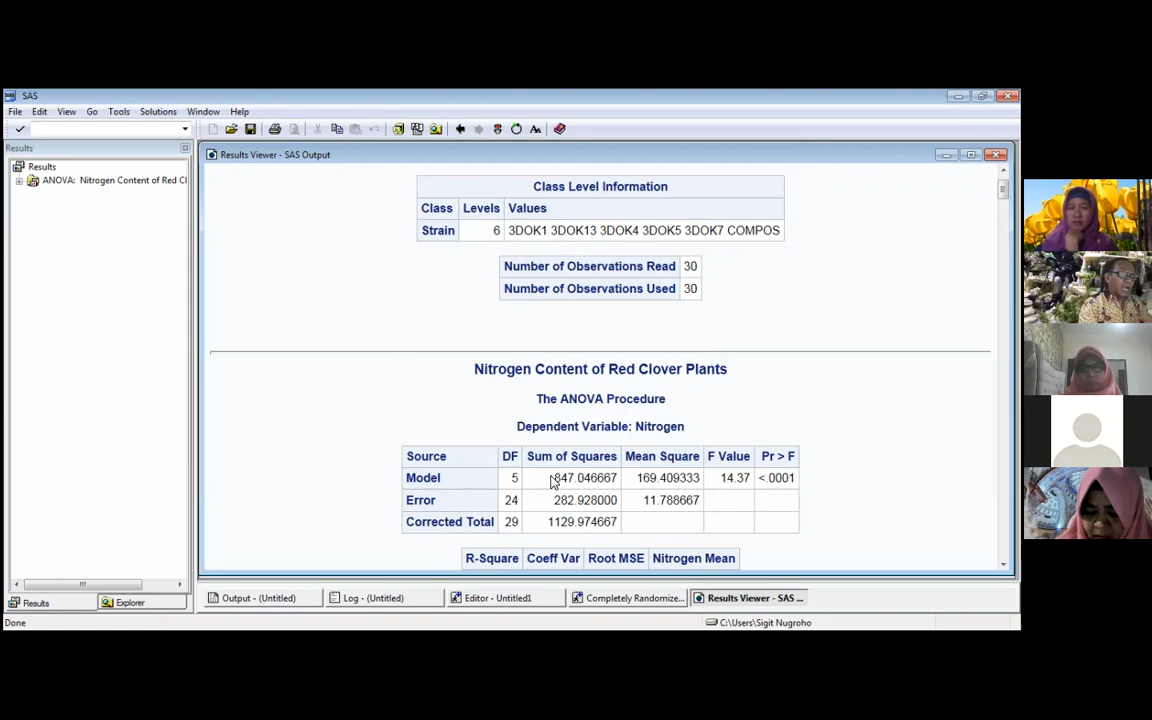 SAS
File Edit View Go Tools Solutions Window Help
Results
Results
ANOVA: Nitrogen Content of Red Cl
Results Viewer - SAS Output
Class Level Information
Class Levels Values
Strain 6 3DOK1 3DOK13 3DOK4 3DOK5 3DOK7 COMPOS
Number of Observations Read 30
Number of Observations Used 30
Nitrogen Content of Red Clover Plants
The ANOVA Procedure
Dependent Variable: Nitrogen
Source DF Sum of Squares Mean Square F Value Pr > F
Model 5 847.046667 169.409333 14.37 <.0001
Error 24 282.928000 11.788667
Corrected Total 29 1129.974667
R-Square Coeff Var Root MSE Nitrogen Mean
Results Explorer
Output - (Untitled) Log - (Untitled) Editor - Untitled1 Completely Randomize... Results Viewer - SAS ...
Done C:\Users\Sigit Nugroho